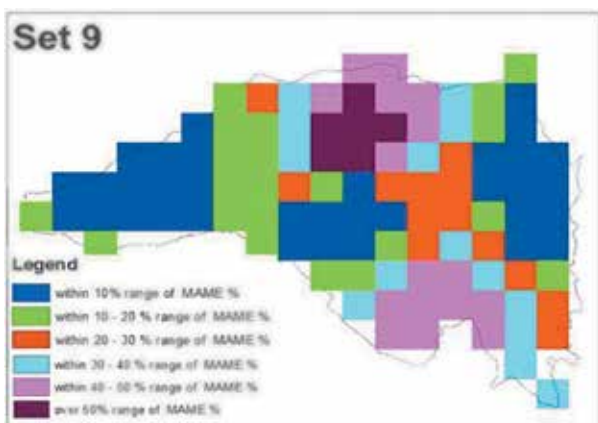 Set 9
Legend
within 10% range of MAME %
within 10 - 20 % range of MAME %
within 20 - 30 % range of MAME %
within 30 - 40 % range of MAME %
within 40 - 50 % range of MAME %
over 50% range of MAME %